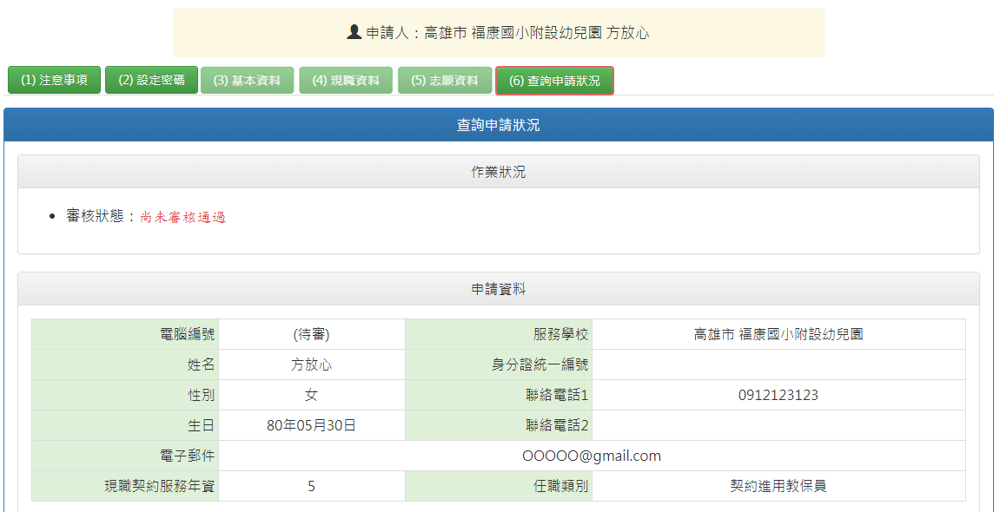 申請人：高雄市 福康國小附設幼兒園 方放心
(1) 注意事項 (2) 設定密碼 (3) 基本資料 (4) 現職資料 (5) 志願資料 (6) 查詢申請狀況
查詢申請狀況
作業狀況
審核狀態：尚未審核通過
申請資料
電腦編號 (待審) 服務學校 高雄市 福康國小附設幼兒園
姓名 方放心 身分證統一編號
性別 女 聯絡電話1 0912123123
生日 80年05月30日 聯絡電話2
電子郵件 OOOOO@gmail.com
現職契約服務年資 5 任職類別 契約進用教保員